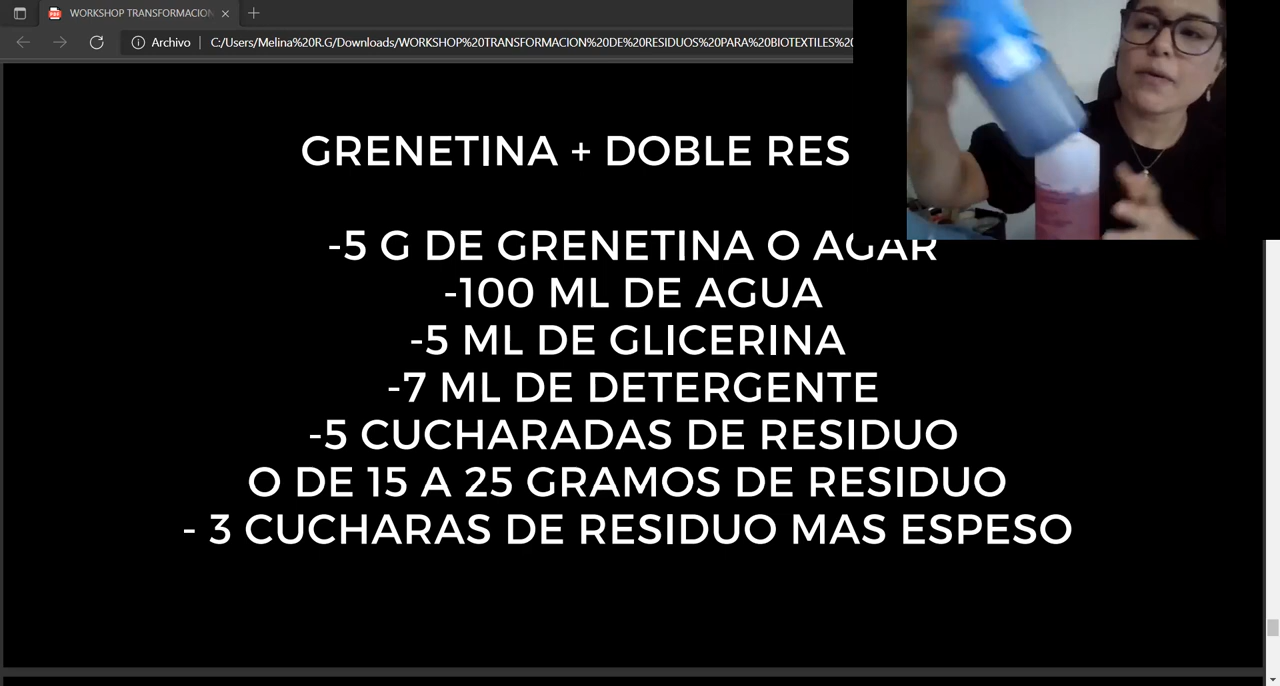 WORKSHOP TRANSFORMACION
Archivo
C:/Users/Melina%20R.G/Downloads/WORKSHOP%20TRANSFORMACION%20DE%20RESIDUOS%20PARA%20BIOTEXTILES%20
GRENETINA + DOBLE RES
-5 G DE GRENETINA O AGAR
-100 ML DE AGUA
-5 ML DE GLICERINA
-7 ML DE DETERGENTE
-5 CUCHARADAS DE RESIDUO
O DE 15 A 25 GRAMOS DE RESIDUO
- 3 CUCHARAS DE RESIDUO MAS ESPESO